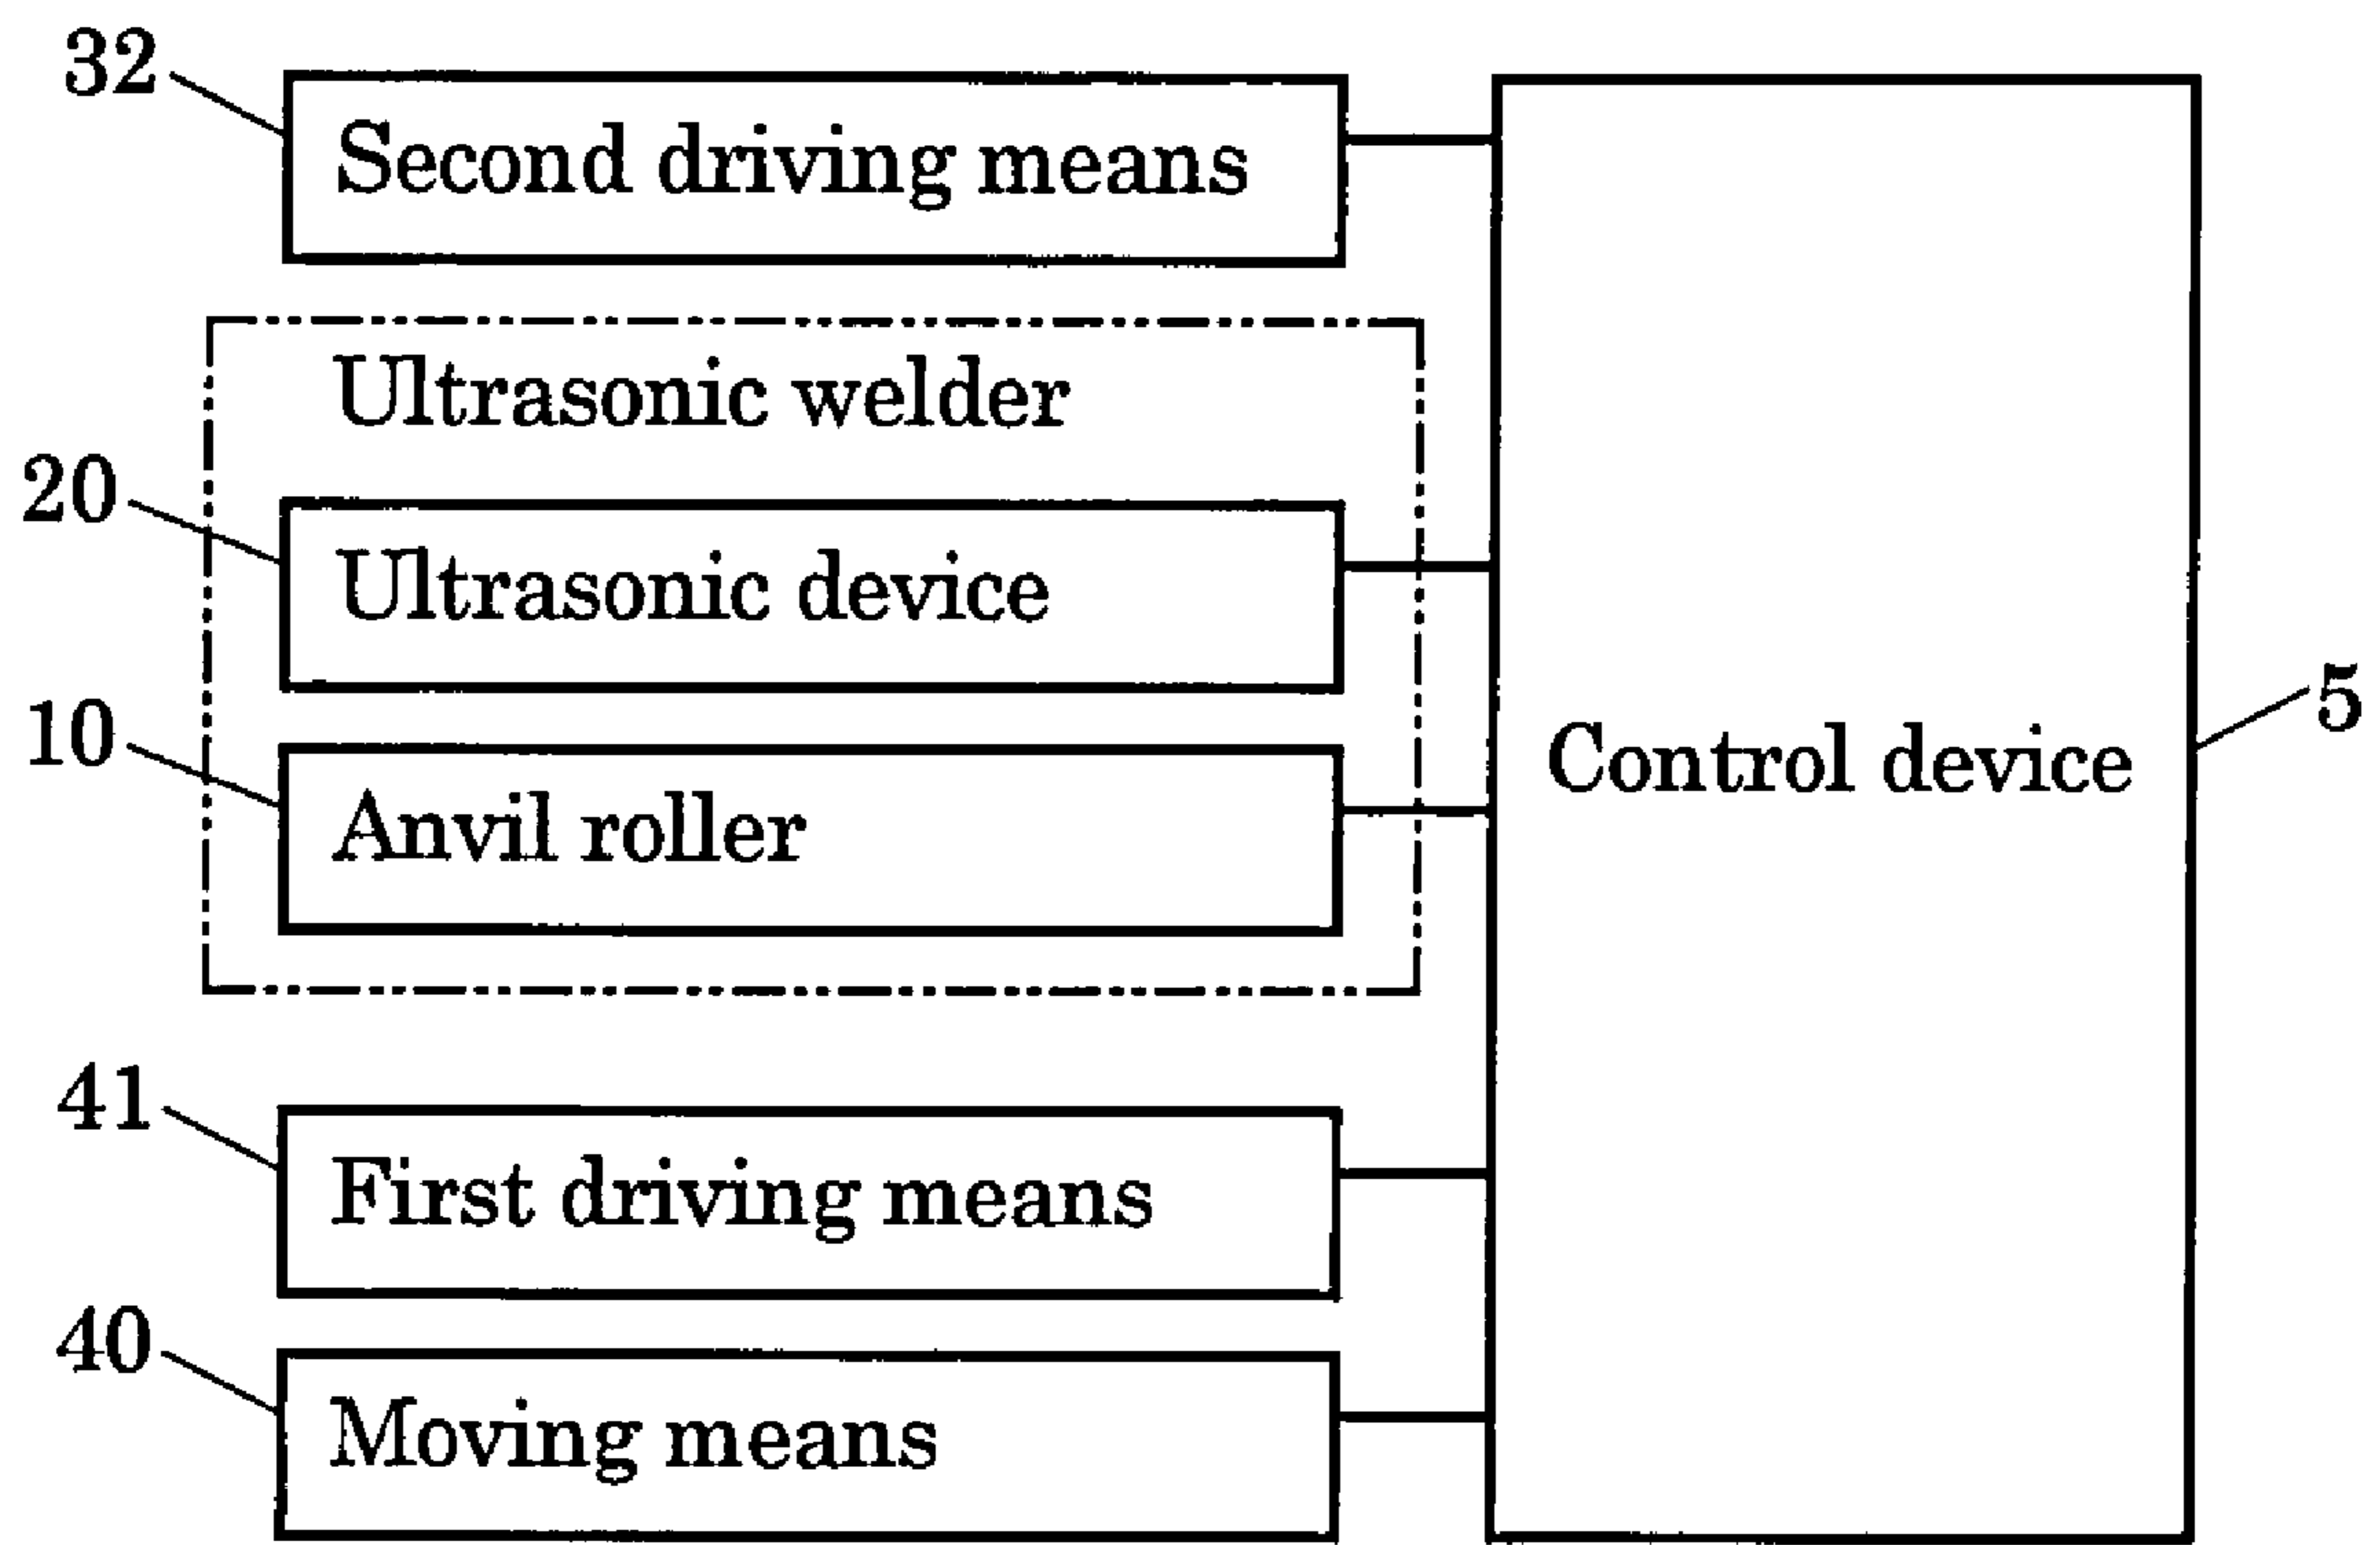 32
Second driving means
Ultrasonic welder
20
Ultrasonic device
10
Anvil roller
Control device
5
41
First driving means
40
Moving means